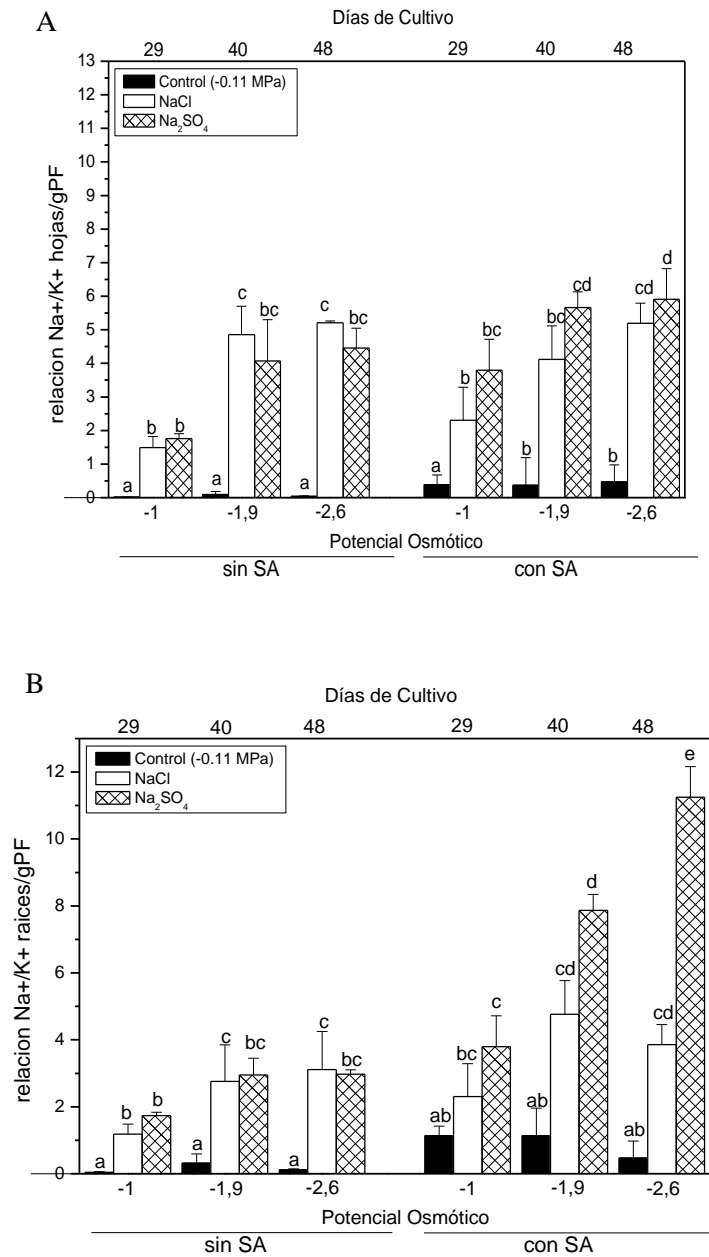 A
Días de Cultivo
29 40 48 29 40 48
13
12
11
10
9
8
7
6
5
4
3
2
1
0
relacion Na+/K+ hojas/gPF
Control (-0.11 MPa)
NaCl
Na₂SO₄
a b b a c bc a c bc a b bc b bc cd b cd d
-1 -1,9 -2,6 -1 -1,9 -2,6
Potencial Osmótico
sin SA con SA
B
Días de Cultivo
29 40 48 29 40 48
12
10
8
6
4
2
0
relacion Na+/K+ raices/gPF
Control (-0.11 MPa)
NaCl
Na₂SO₄
a b b a c bc a c bc ab bc c ab cd d ab cd e
-1 -1,9 -2,6 -1 -1,9 -2,6
Potencial Osmótico
sin SA con SA